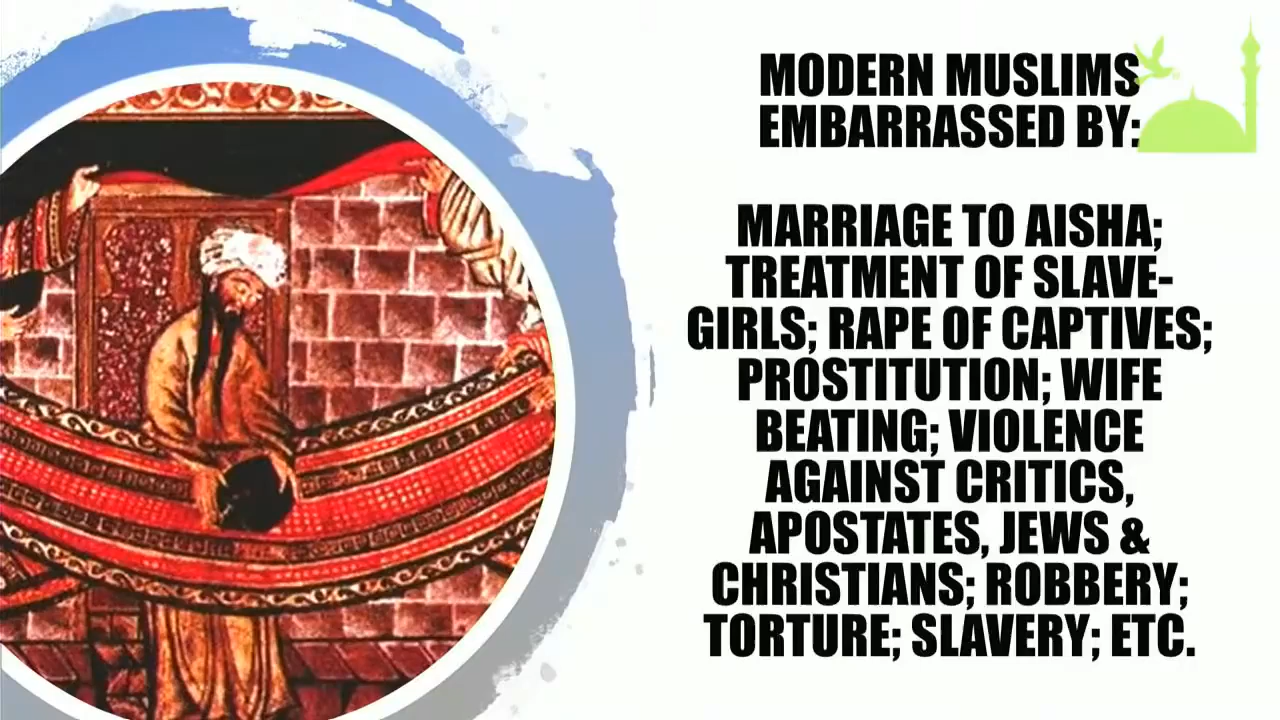 MODERN MUSLIMS
EMBARRASSED BY:
MARRIAGE TO AISHA;
TREATMENT OF SLAVE-
GIRLS; RAPE OF CAPTIVES;
PROSTITUTION; WIFE
BEATING; VIOLENCE
AGAINST CRITICS,
APOSTATES, JEWS &
CHRISTIANS; ROBBERY;
TORTURE; SLAVERY; ETC.